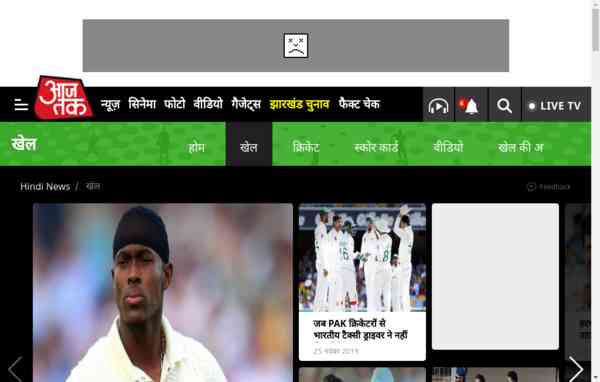 आज तक
न्यूज़ सिनेमा फोटो वीडियो गैजेट्स झारखंड चुनाव फैक्ट चेक
LIVE TV
खेल
होम खेल क्रिकेट स्कोर कार्ड वीडियो खेल की अ
Hindi News / खेल
Feedback
जब PAK क्रिकेटरों से
भारतीय टैक्सी ड्राइवर ने नहीं
25 नवंबर 2019